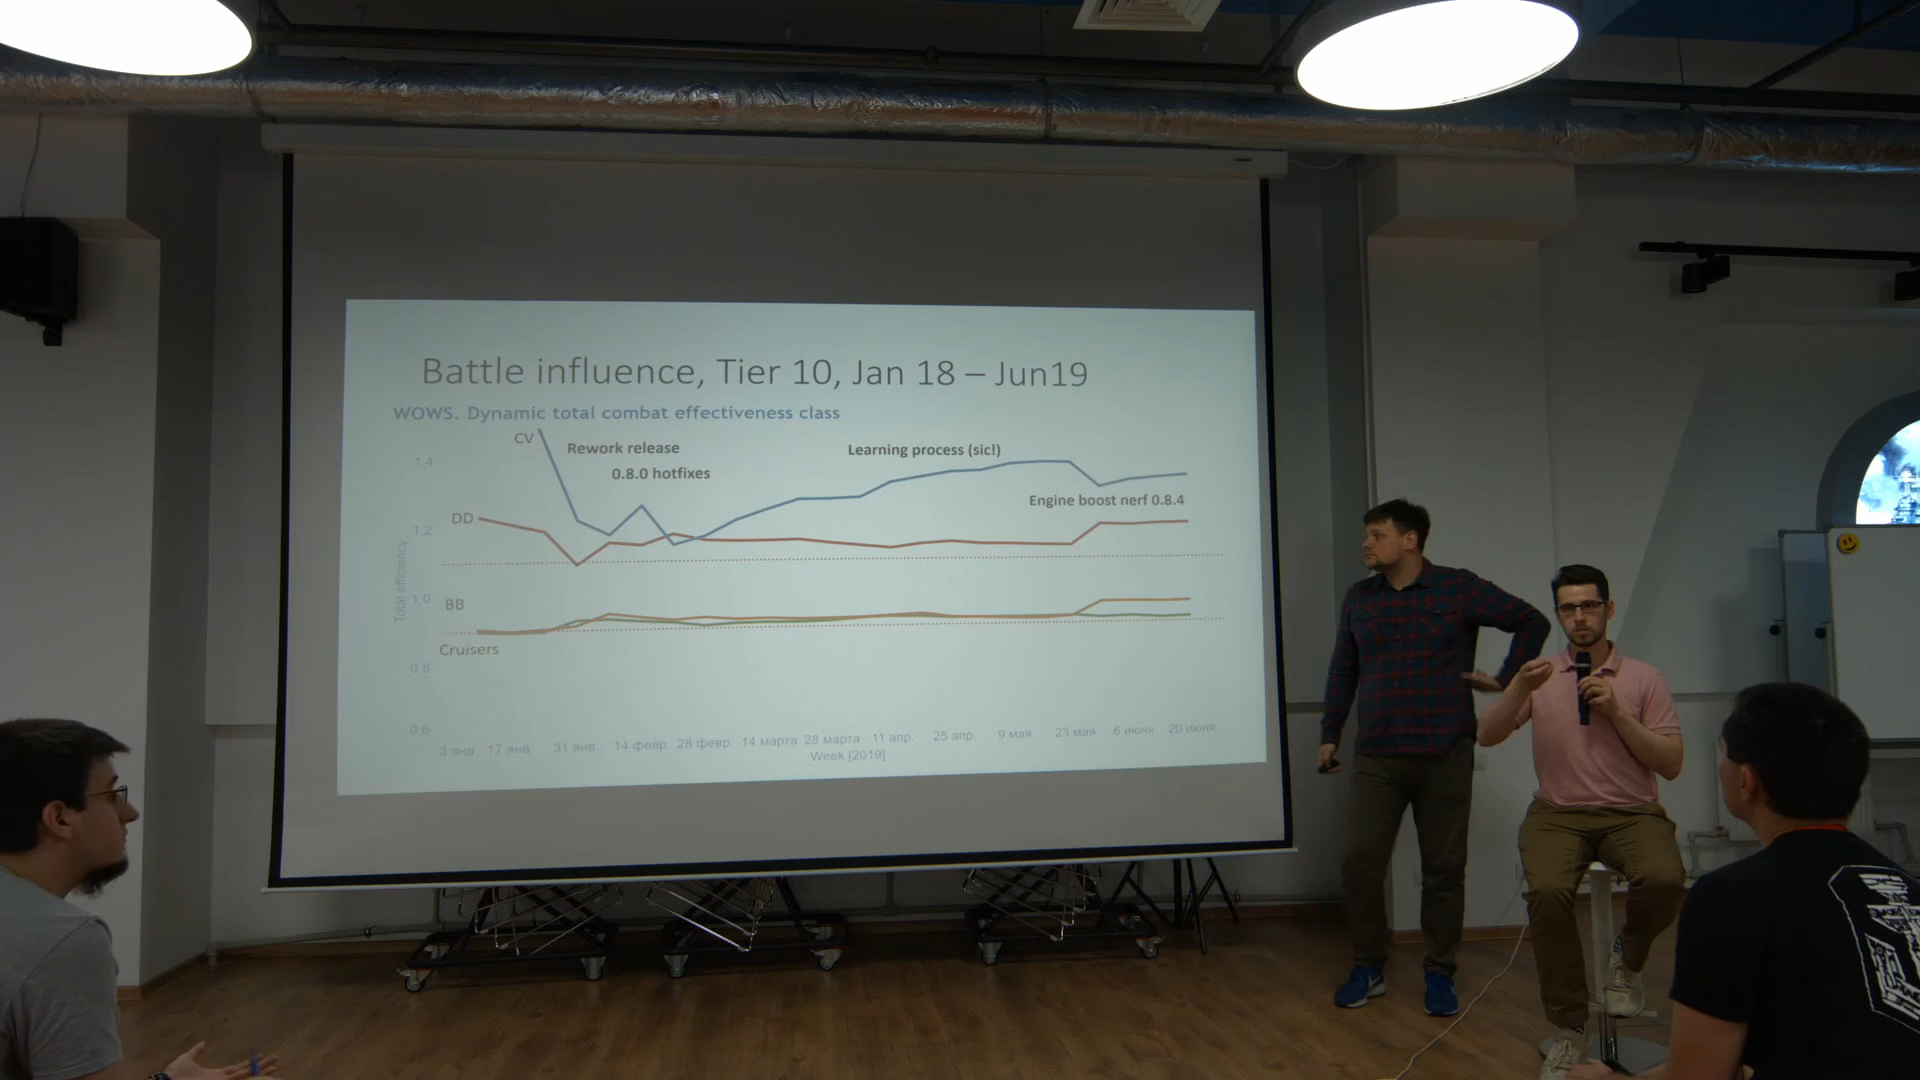 Battle influence, Tier 10, Jan 18 – Jun19
WOWS. Dynamic total combat effectiveness class
CV
Rework release
0.8.0 hotfixes
Learning process (sic!)
Engine boost nerf 0.8.4
1,4
DD
1.2
1.0
BB
Cruisers
0.8
0.6
Total efficiency
3 янв. 17 янв 31 янв. 14 февр. 28 февр. 14 марта 28 марта 11 апр. 25 апр. 9 мая 23 мая 6 июня 20 июня
Week [2019]